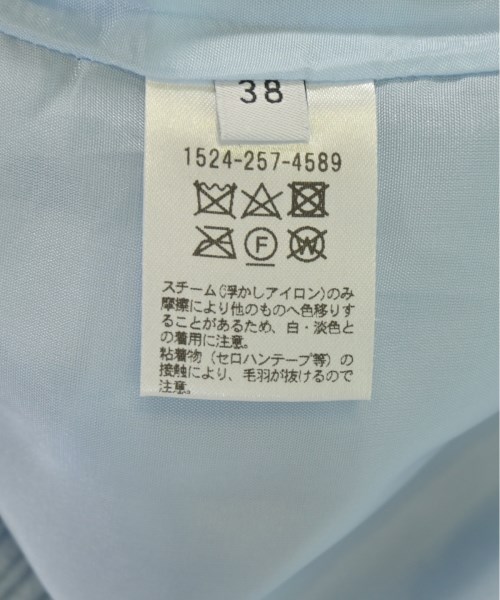 38
1524-257-4589
F
W
スチーム(浮かしアイロン)のみ
摩擦により他のものへ色移りす
ることがあるため、白・淡色と
の着用に注意。
粘着物(セロハンテープ等)の
接触により、毛羽が抜けるので
注意。